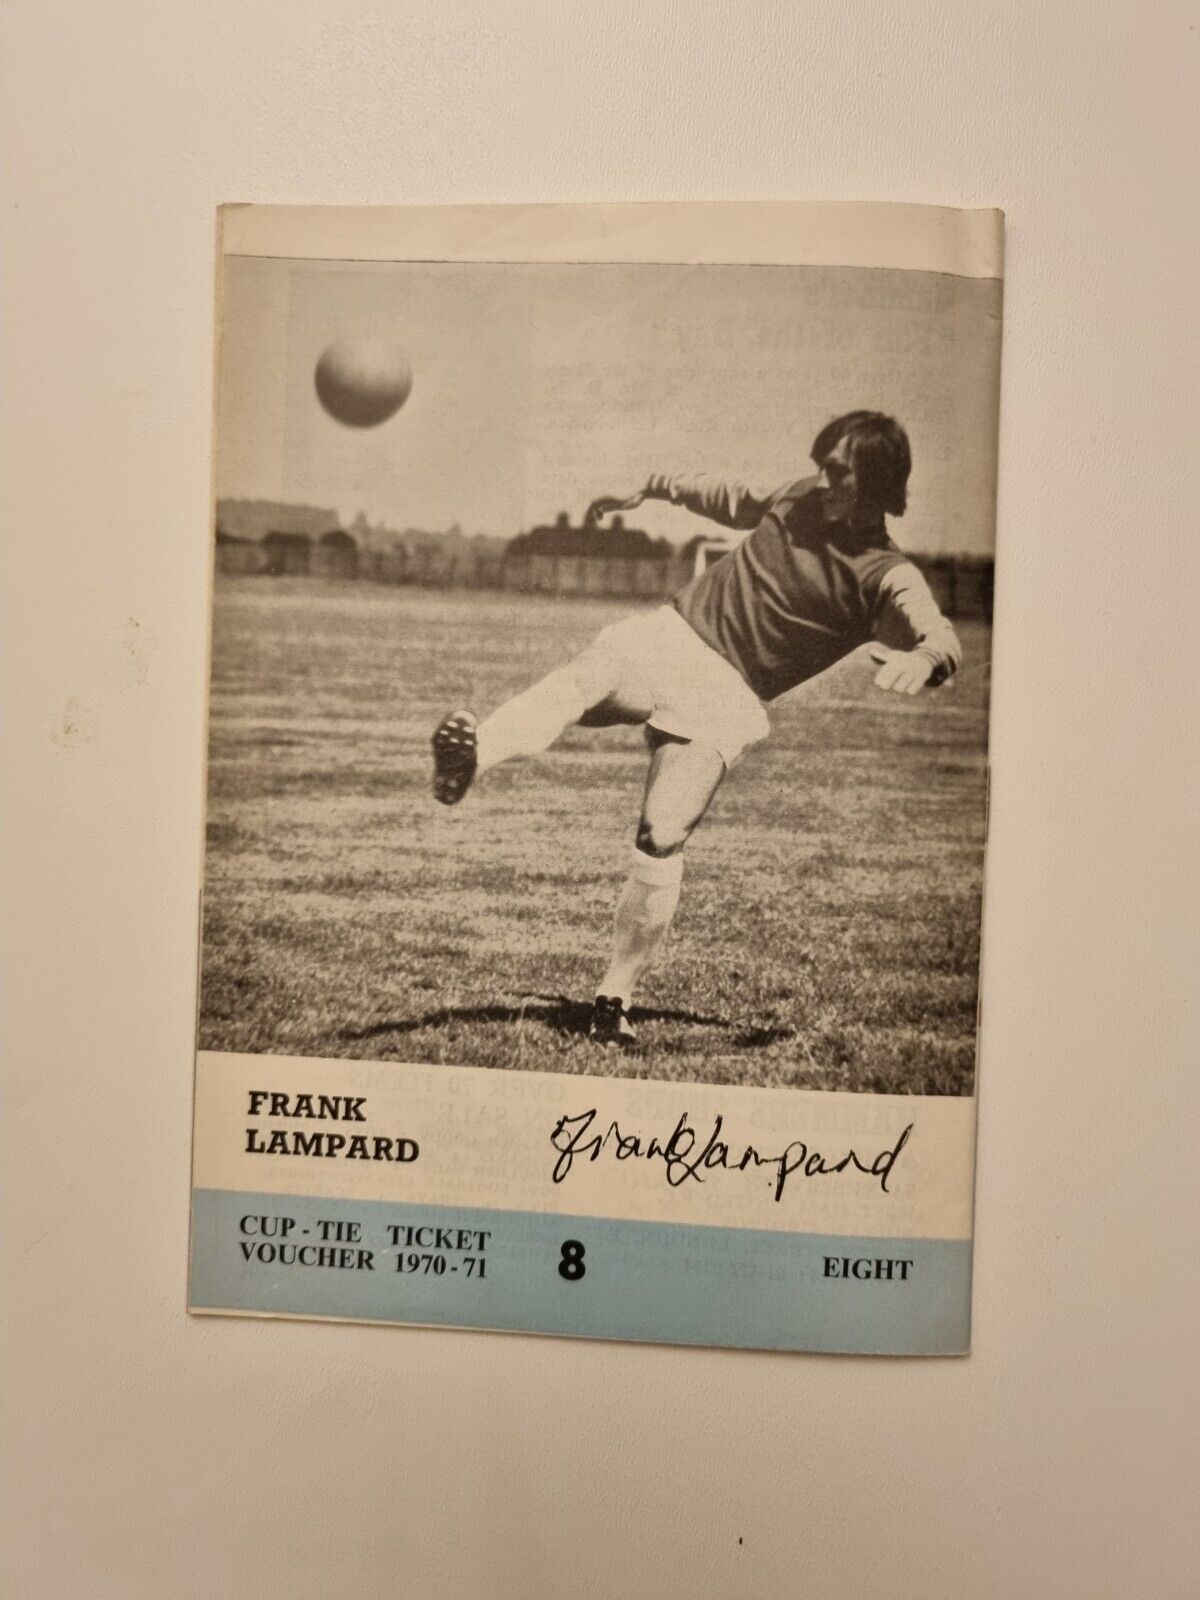 FRANK
LAMPARD
Frank Lampard
CUP - TIE TICKET
VOUCHER 1970 - 71
8
EIGHT